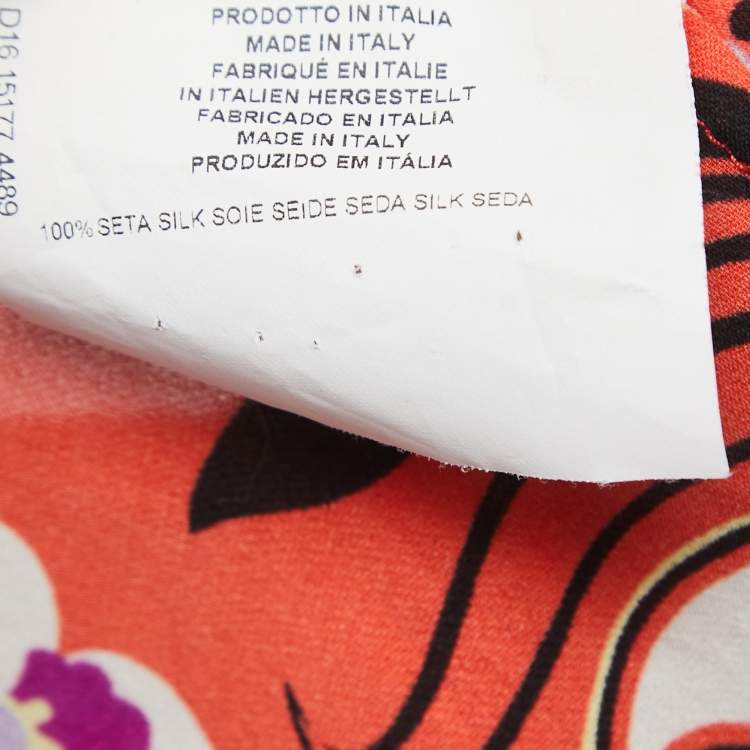 PRODOTTO IN ITALIA
MADE IN ITALY
FABRIQUÉ EN ITALIE
IN ITALIEN HERGESTELLT
FABRICADO EN ITALIA
MADE IN ITALY
PRODUZIDO EM ITÁLIA
100% SETA SILK SOIE SEIDE SEDA SILK SEDA
D16 15177 4489